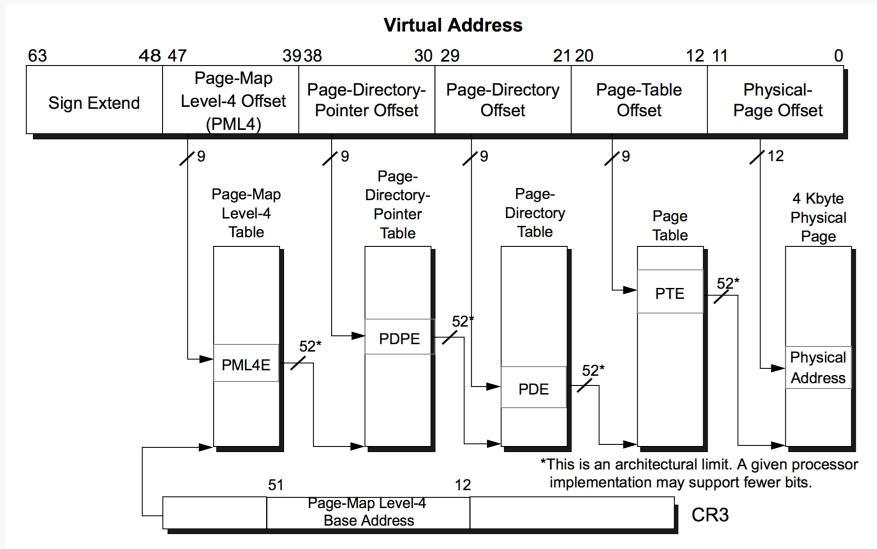 Virtual Address
63 48 47 39 38 30 29 21 20 12 11 0
Sign Extend
Page-Map
Level-4 Offset
(PML4)
Page-Directory-
Pointer Offset
Page-Directory
Offset
Page-Table
Offset
Physical-
Page Offset
9 9 9 9 12
Page-Map
Level-4
Table
Page-
Directory-
Pointer
Table
Page-
Directory
Table
Page
Table
4 Kbyte
Physical
Page
PML4E
52*
PDPE
52*
PDE
52*
PTE
52*
Physical
Address
*This is an architectural limit. A given processor
implementation may support fewer bits.
51 12
Page-Map Level-4
Base Address
CR3